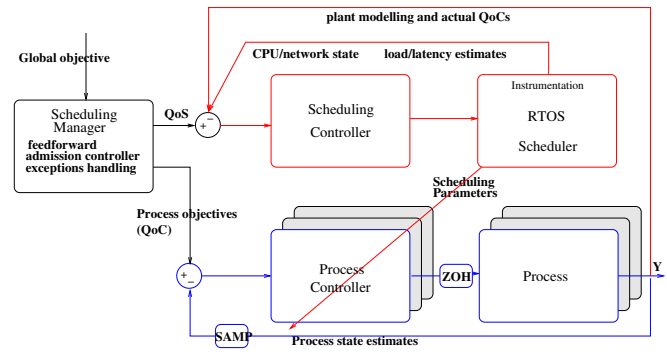 plant modelling and actual QoCs
Global objective
CPU/network state load/latency estimates
Scheduling
Manager
feedforward
admission controller
exceptions handling
QoS
+
−
Scheduling
Controller
Instrumentation
RTOS
Scheduler
Scheduling
Parameters
Process objectives
(QoC)
+
−
Process
Controller
ZOH
Process
Y
SAMP
Process state estimates